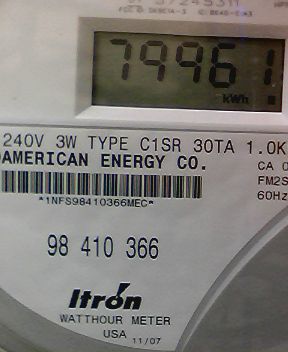 79961
kWh
240V 3W TYPE C1SR 30TA 1.0K
AMERICAN ENERGY CO.
CA
FM2S
60Hz
*1NFS98410366MEC*
98 410 366
Itron
WATTHOUR METER
USA 11/07